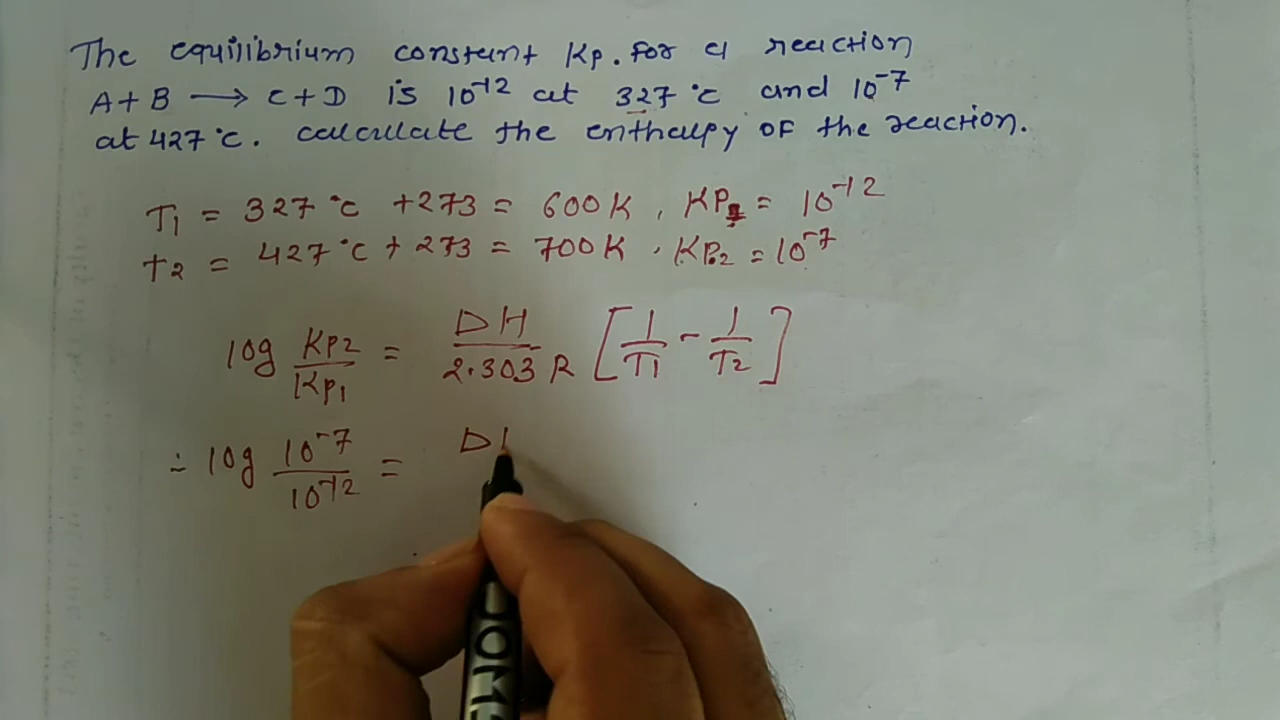 The equilibrium constant Kp. for a reaction
A + B ⟶ C + D is 10⁻¹² at 327 °C and 10⁻⁷
at 427 °C. calculate the enthalpy OF the reaction.
T₁ = 327 °C + 273 = 600 K , KP₁ = 10⁻¹²
T₂ = 427 °C + 273 = 700 K , KP₂ = 10⁻⁷
log Kp₂/Kp₁ = DH/2.303 R [1/T₁ - 1/T₂]
∴ log 10⁻⁷/10⁻¹² = D